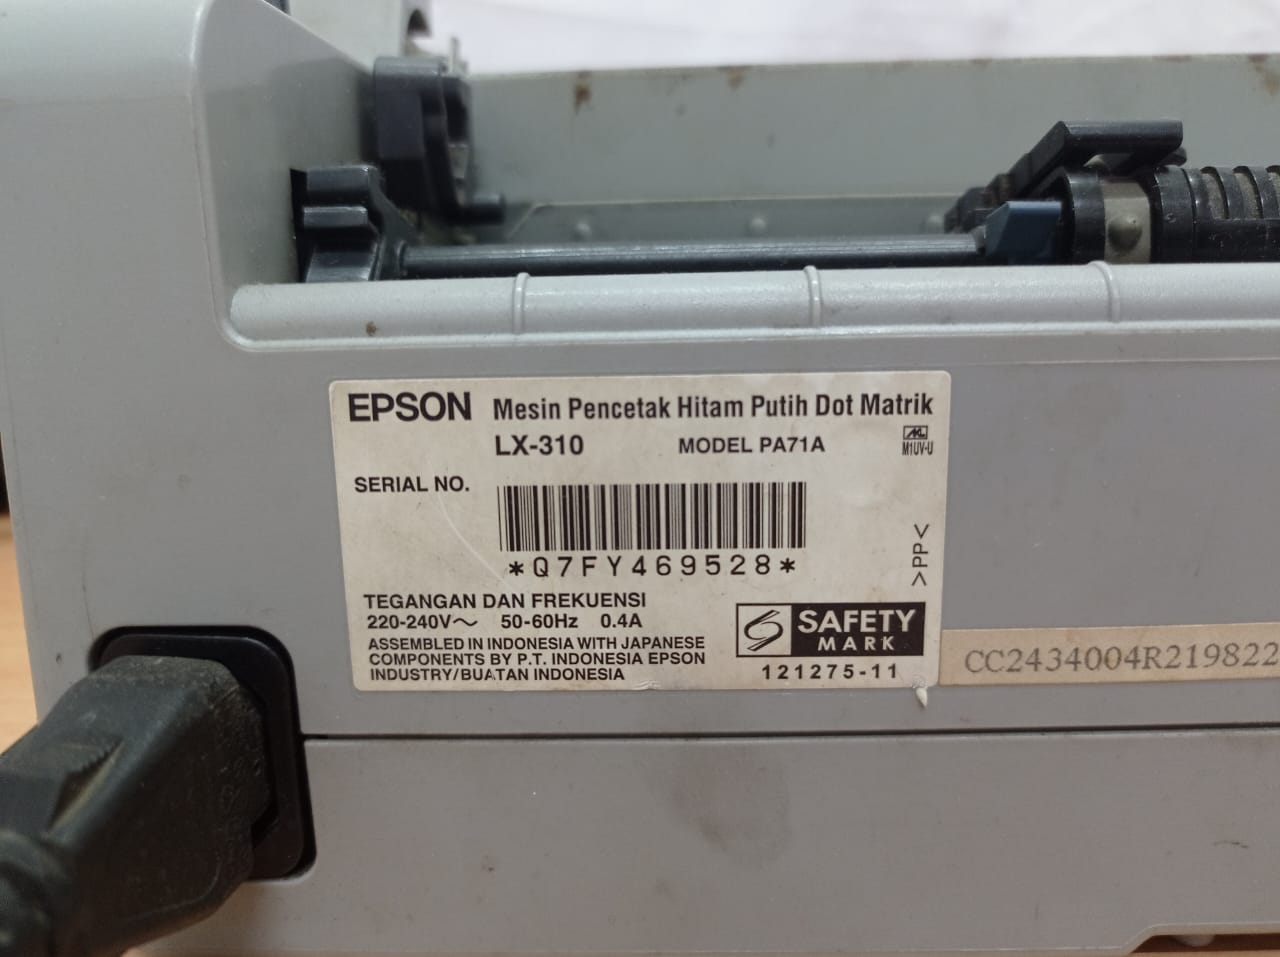 EPSON Mesin Pencetak Hitam Putih Dot Matrik
LX-310 MODEL PA71A
M1UV-U
SERIAL NO.
*Q7FY469528*
>PP<
TEGANGAN DAN FREKUENSI
220-240V～ 50-60Hz 0.4A
ASSEMBLED IN INDONESIA WITH JAPANESE
COMPONENTS BY P.T. INDONESIA EPSON
INDUSTRY/BUATAN INDONESIA
SAFETY
MARK
121275-11
CC2434004R219822